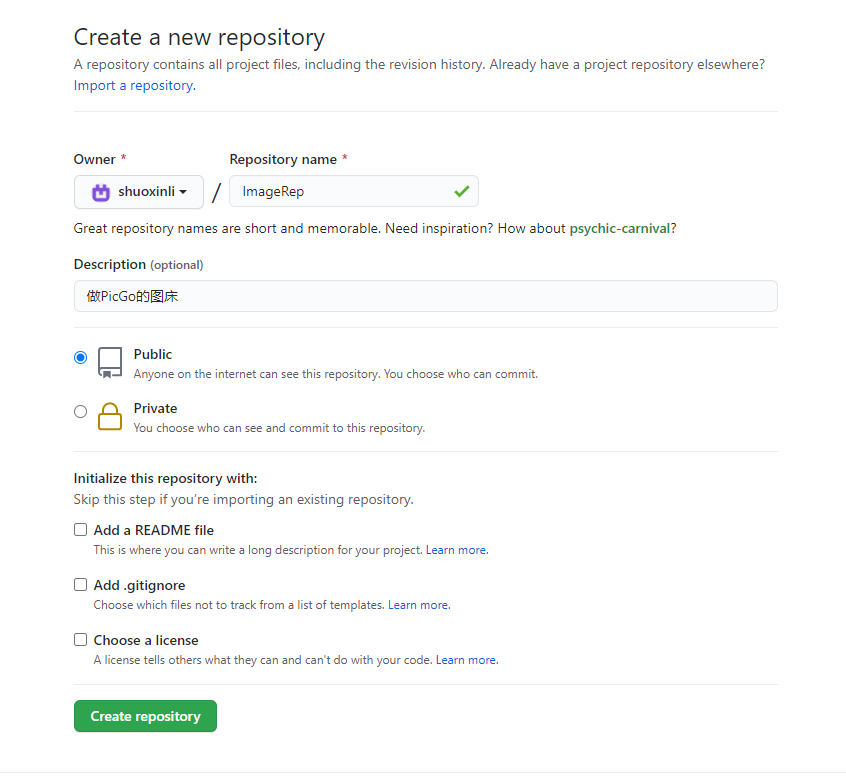 Create a new repository
A repository contains all project files, including the revision history. Already have a project repository elsewhere?
Import a repository.
Owner *
Repository name *
shuoxinli
/
ImageRep
Great repository names are short and memorable. Need inspiration? How about psychic-carnival?
Description (optional)
做PicGo的图床
Public
Anyone on the internet can see this repository. You choose who can commit.
Private
You choose who can see and commit to this repository.
Initialize this repository with:
Skip this step if you're importing an existing repository.
Add a README file
This is where you can write a long description for your project. Learn more.
Add .gitignore
Choose which files not to track from a list of templates. Learn more.
Choose a license
A license tells others what they can and can't do with your code. Learn more.
Create repository